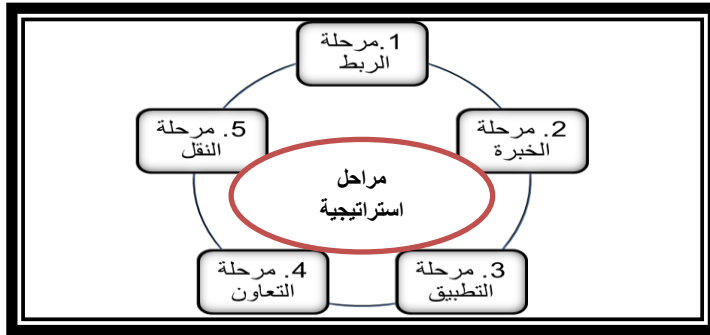 1.مرحلة
الربط
2. مرحلة
الخبرة
3. مرحلة
التطبيق
4. مرحلة
التعاون
5. مرحلة
النقل
مراحل
استراتيجية